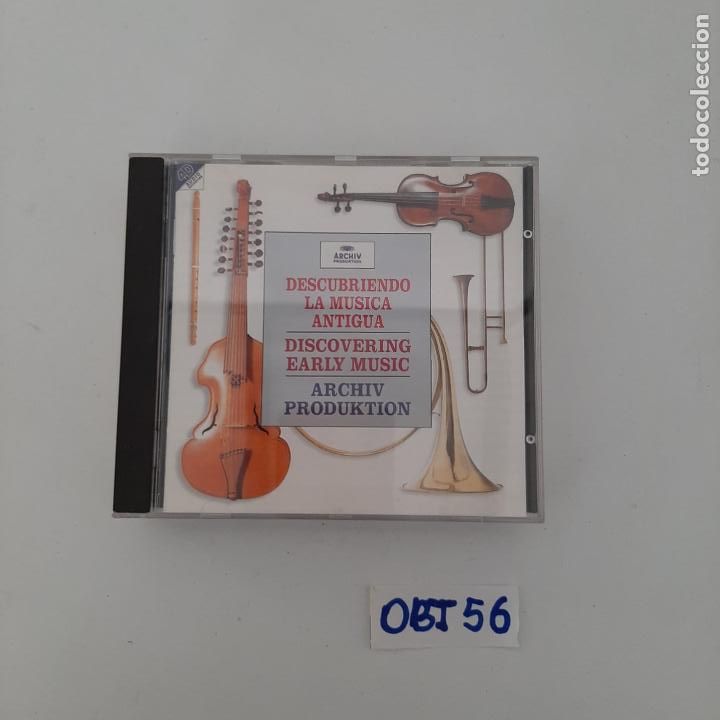 ARCHIV
PRODUKTION
DESCUBRIENDO
LA MUSICA
ANTIGUA
DISCOVERING
EARLY MUSIC
ARCHIV
PRODUKTION
OBJ 56
todocoleccion